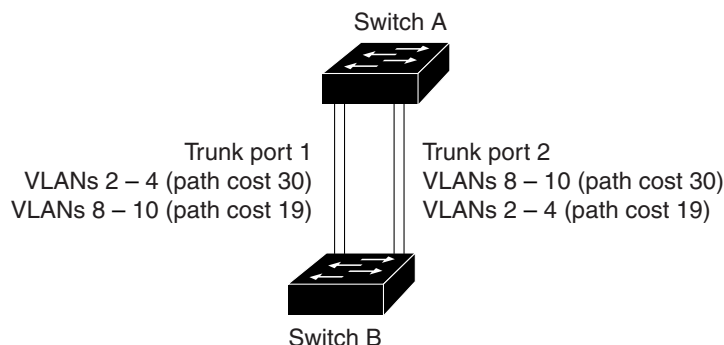 Switch A
Trunk port 1
VLANs 2 – 4 (path cost 30)
VLANs 8 – 10 (path cost 19)
Trunk port 2
VLANs 8 – 10 (path cost 30)
VLANs 2 – 4 (path cost 19)
Switch B